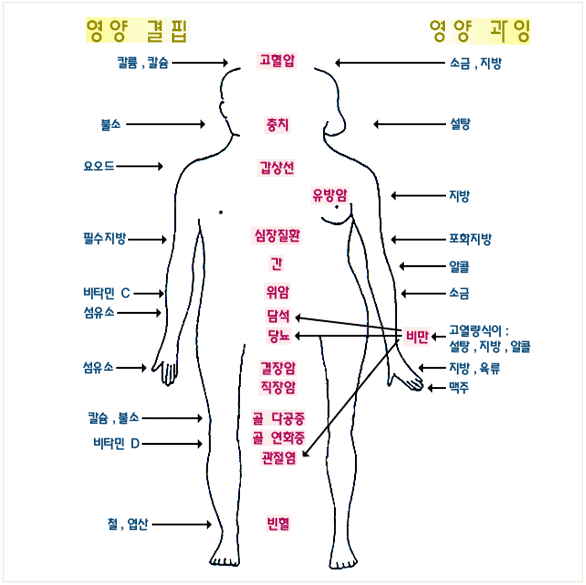 영양 결핍 영양 과잉
칼륨 , 칼슘 고혈압 소금 , 지방
불소 충치 설탕
요오드 갑상선
유방암 지방
필수지방 심장질환 포화지방
간 알콜
비타민 C 위암 소금
섬유소 담석
당뇨 비만 고열량식이 :
설탕 , 지방 , 알콜
섬유소 결장암 지방 , 육류
직장암 맥주
칼슘 , 불소 골 다공증
비타민 D 골 연화증
관절염
철 , 엽산 빈혈